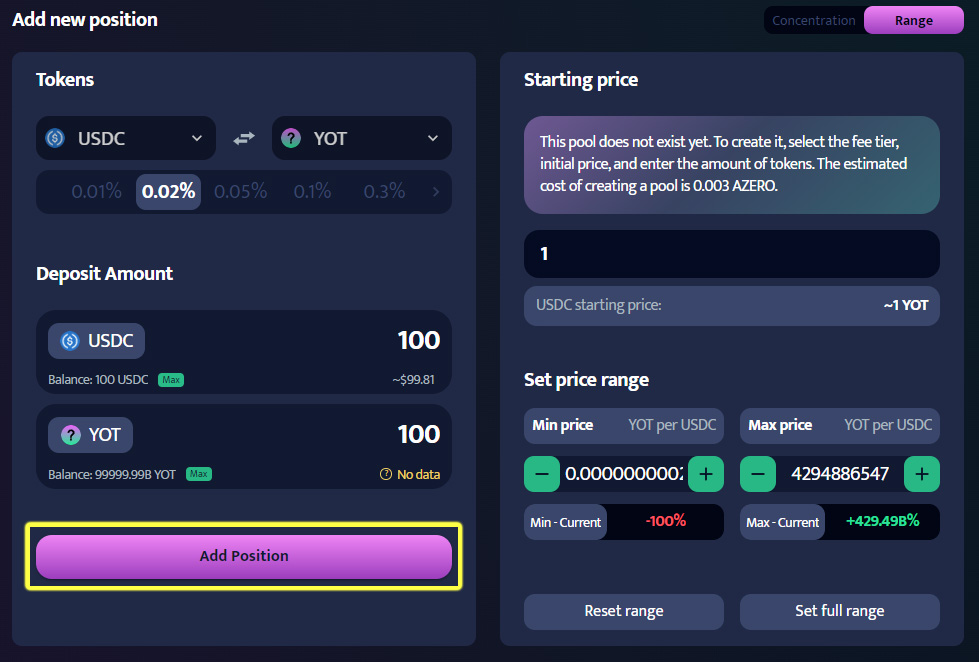 Add new position
Concentration Range
Tokens
USDC YOT
0.01% 0.02% 0.05% 0.1% 0.3%
Deposit Amount
USDC 100
Balance: 100 USDC Max ~$99.81
YOT 100
Balance: 99999.99B YOT Max No data
Add Position
Starting price
This pool does not exist yet. To create it, select the fee tier,
initial price, and enter the amount of tokens. The estimated
cost of creating a pool is 0.003 AZERO.
1
USDC starting price: ~1 YOT
Set price range
Min price YOT per USDC Max price YOT per USDC
− 0.0000000002 + − 4294886547 +
Min - Current -100% Max - Current +429.49B%
Reset range Set full range